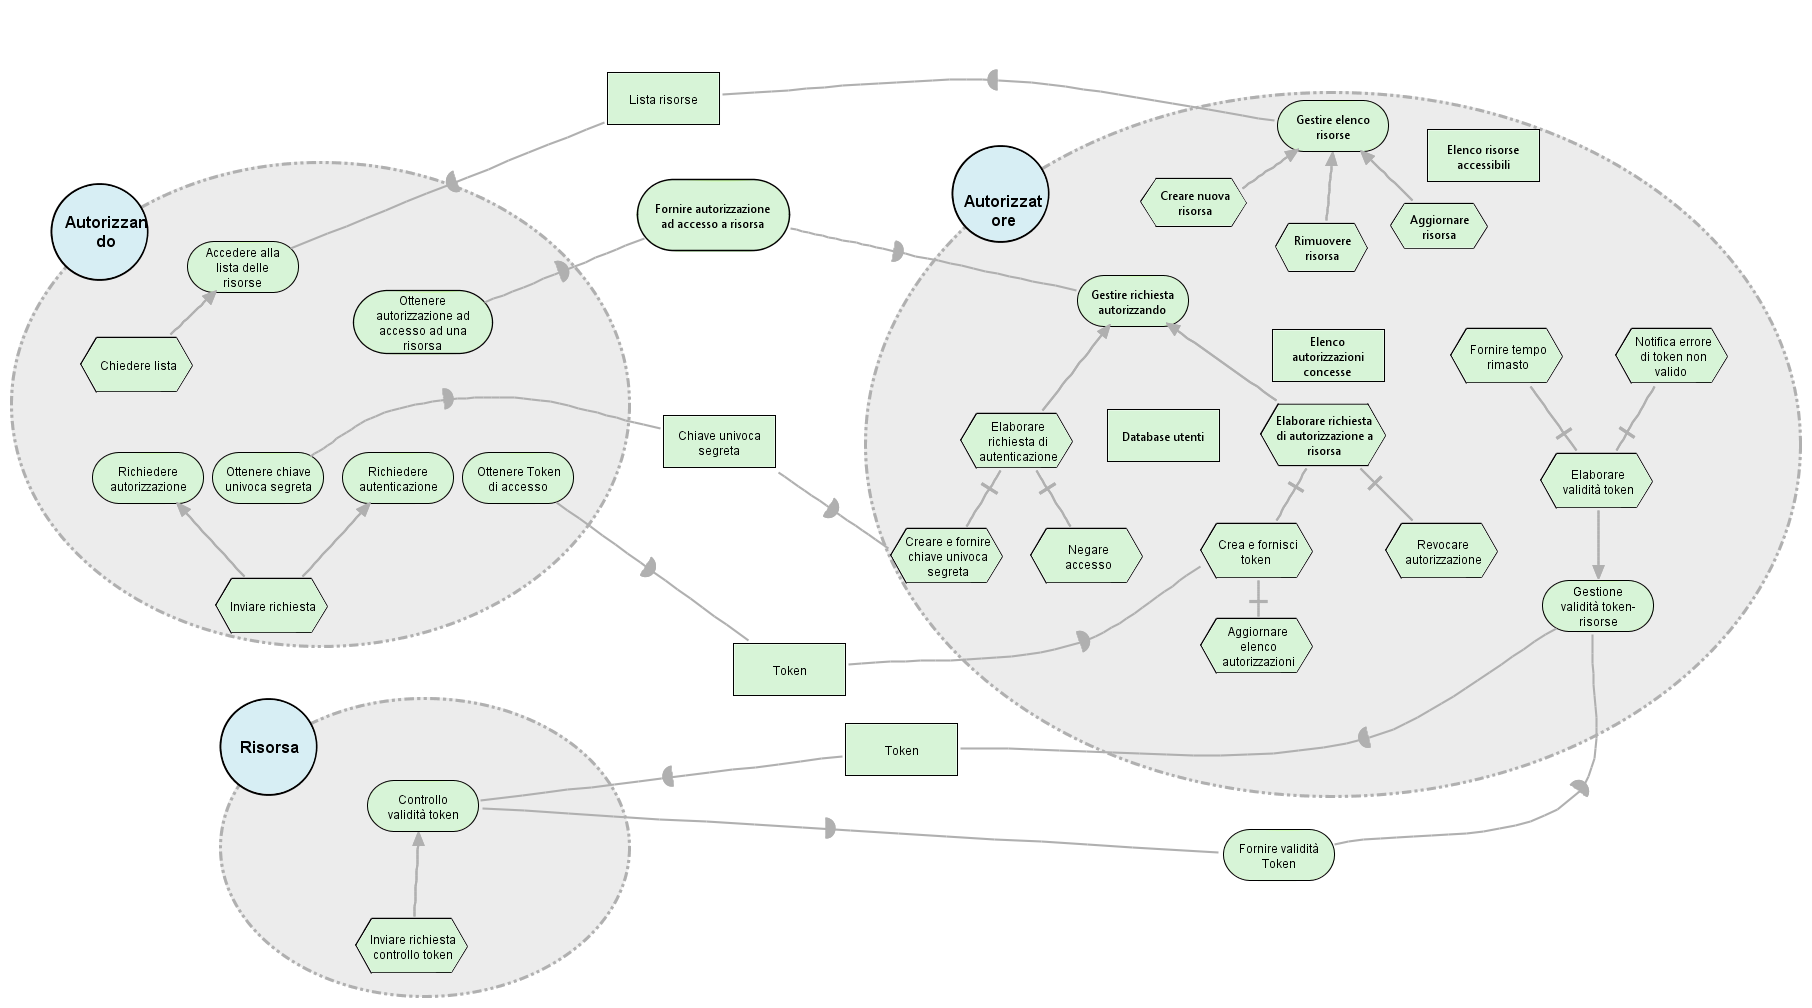 Lista risorse
Gestire elenco
risorse
Elenco risorse
accessibili
Creare nuova
risorsa
Aggiornare
risorsa
Rimuovere
risorsa
Autorizzan
do
Autorizzat
ore
Fornire autorizzazione
ad accesso a risorsa
Accedere alla
lista delle
risorse
Ottenere
autorizzazione ad
accesso ad una
risorsa
Chiedere lista
Gestire richiesta
autorizzando
Elenco
autorizzazioni
concesse
Fornire tempo
rimasto
Notifica errore
di token non
valido
Chiave univoca
segreta
Elaborare
richiesta di
autenticazione
Database utenti
Elaborare richiesta
di autorizzazione a
risorsa
Richiedere
autorizzazione
Ottenere chiave
univoca segreta
Richiedere
autenticazione
Ottenere Token
di accesso
Elaborare
validità token
Creare e fornire
chiave univoca
segreta
Negare
accesso
Crea e fornisci
token
Revocare
autorizzazione
Inviare richiesta
Gestione
validità token-
risorse
Aggiornare
elenco
autorizzazioni
Token
Risorsa
Token
Controllo
validità token
Fornire validità
Token
Inviare richiesta
controllo token